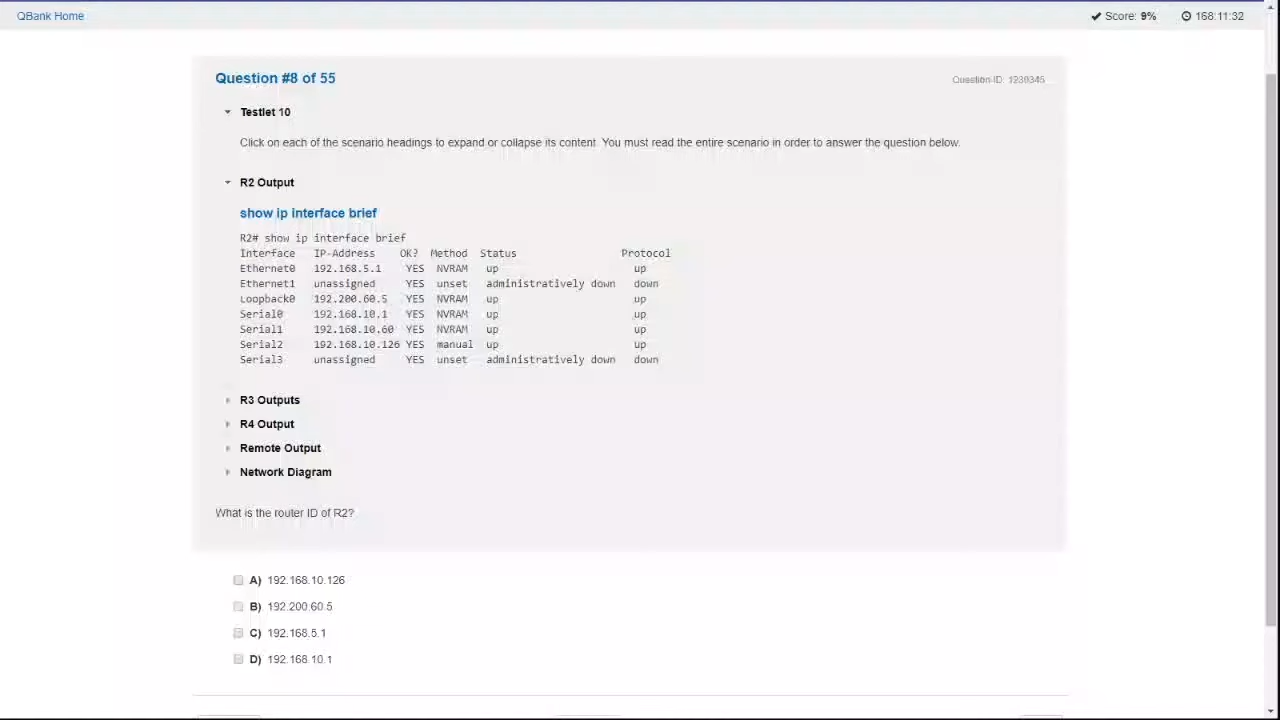 QBank Home
Score: 9%
168:11:32
Question #8 of 55
Question ID: 1230345
Testlet 10
Click on each of the scenario headings to expand or collapse its content. You must read the entire scenario in order to answer the question below.
R2 Output
show ip interface brief
R2# show ip interface brief
Interface IP-Address OK? Method Status Protocol
Ethernet0 192.168.5.1 YES NVRAM up up
Ethernet1 unassigned YES unset administratively down down
Loopback0 192.200.60.5 YES NVRAM up up
Serial0 192.168.10.1 YES NVRAM up up
Serial1 192.168.10.60 YES NVRAM up up
Serial2 192.168.10.126 YES manual up up
Serial3 unassigned YES unset administratively down down
R3 Outputs
R4 Output
Remote Output
Network Diagram
What is the router ID of R2?
A) 192.168.10.126
B) 192.200.60.5
C) 192.168.5.1
D) 192.168.10.1